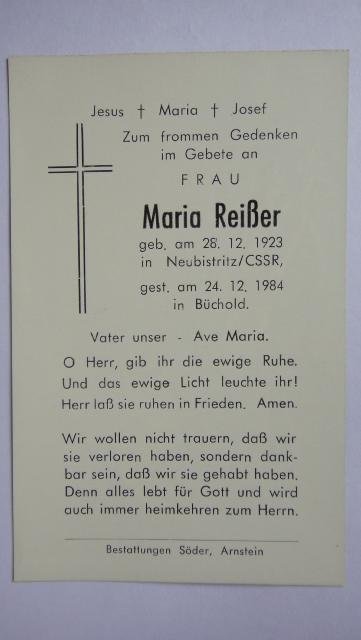 Jesus † Maria † Josef
Zum frommen Gedenken
im Gebete an
FRAU
Maria Reißer
geb. am 28. 12. 1923
in Neubistritz/CSSR,
gest. am 24. 12. 1984
in Büchold.
Vater unser - Ave Maria.
O Herr, gib ihr die ewige Ruhe.
Und das ewige Licht leuchte ihr!
Herr laß sie ruhen in Frieden. Amen.
Wir wollen nicht trauern, daß wir
sie verloren haben, sondern dank-
bar sein, daß wir sie gehabt haben.
Denn alles lebt für Gott und wird
auch immer heimkehren zum Herrn.
Bestattungen Söder, Arnstein